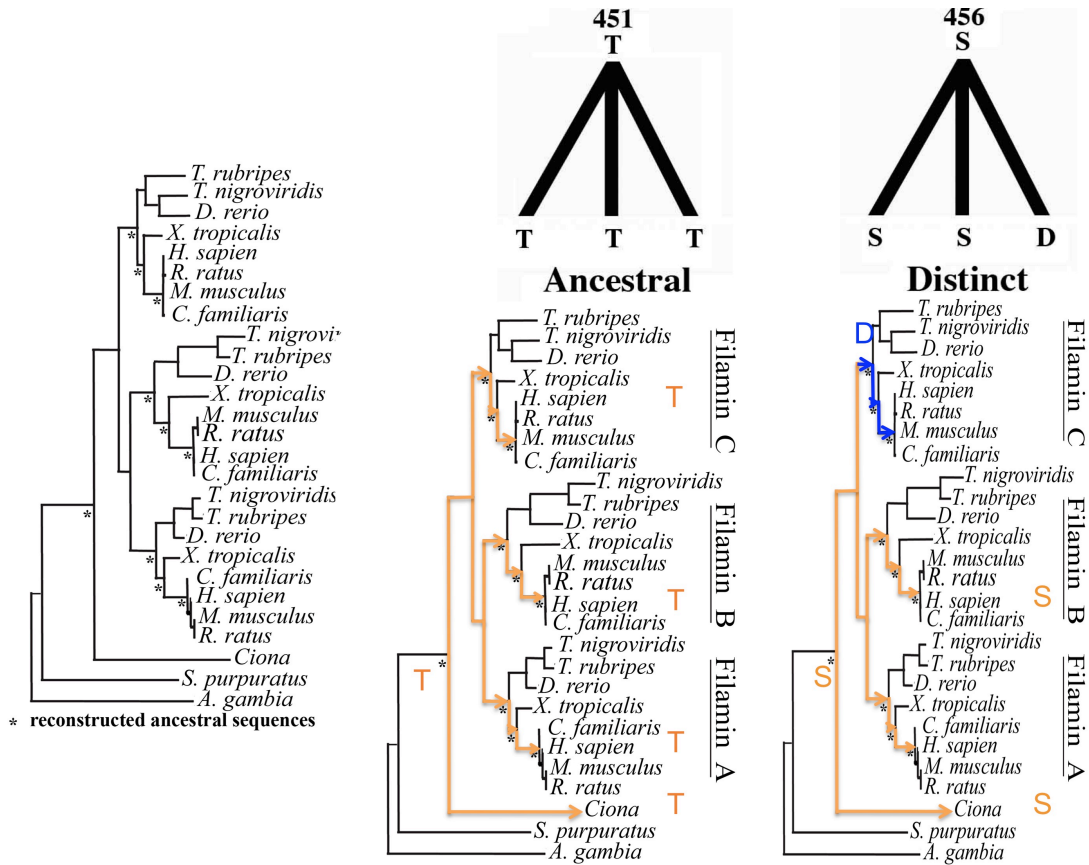 T. rubripes
T. nigroviridis
D. rerio
X. tropicalis
H. sapien
R. ratus
M. musculus
C. familiaris
T. nigrovir
T. rubripes
D. rerio
X. tropicalis
M. musculus
R. ratus
H. sapien
C. familiaris
T. nigroviridis
T. rubripes
D. rerio
X. tropicalis
C. familiaris
H. sapien
M. musculus
R. ratus
Ciona
S. purpuratus
A. gambia
* reconstructed ancestral sequences
451
T
T T T
Ancestral
T. rubripes
T. nigroviridis
D. rerio
X. tropicalis
H. sapien
T
R. ratus
M. musculus
C. familiaris
Filamin C
T. nigroviridis
T. rubripes
D. rerio
X. tropicalis
M. musculus
R. ratus
H. sapien
T
C. familiaris
Filamin B
T. nigroviridis
T. rubripes
D. rerio
X. tropicalis
C. familiaris
H. sapien
T
M. musculus
R. ratus
Filamin A
T
Ciona
T
S. purpuratus
A. gambia
456
S
S S D
Distinct
T. rubripes
D
T. nigroviridis
D. rerio
X. tropicalis
H. sapien
R. ratus
M. musculus
C. familiaris
Filamin C
T. nigroviridis
T. rubripes
D. rerio
X. tropicalis
M. musculus
R. ratus
H. sapien
S
C. familiaris
Filamin B
T. nigroviridis
T. rubripes
D. rerio
X. tropicalis
C. familiaris
H. sapien
M. musculus
R. ratus
Filamin A
S
Ciona
S
S. purpuratus
A. gambia